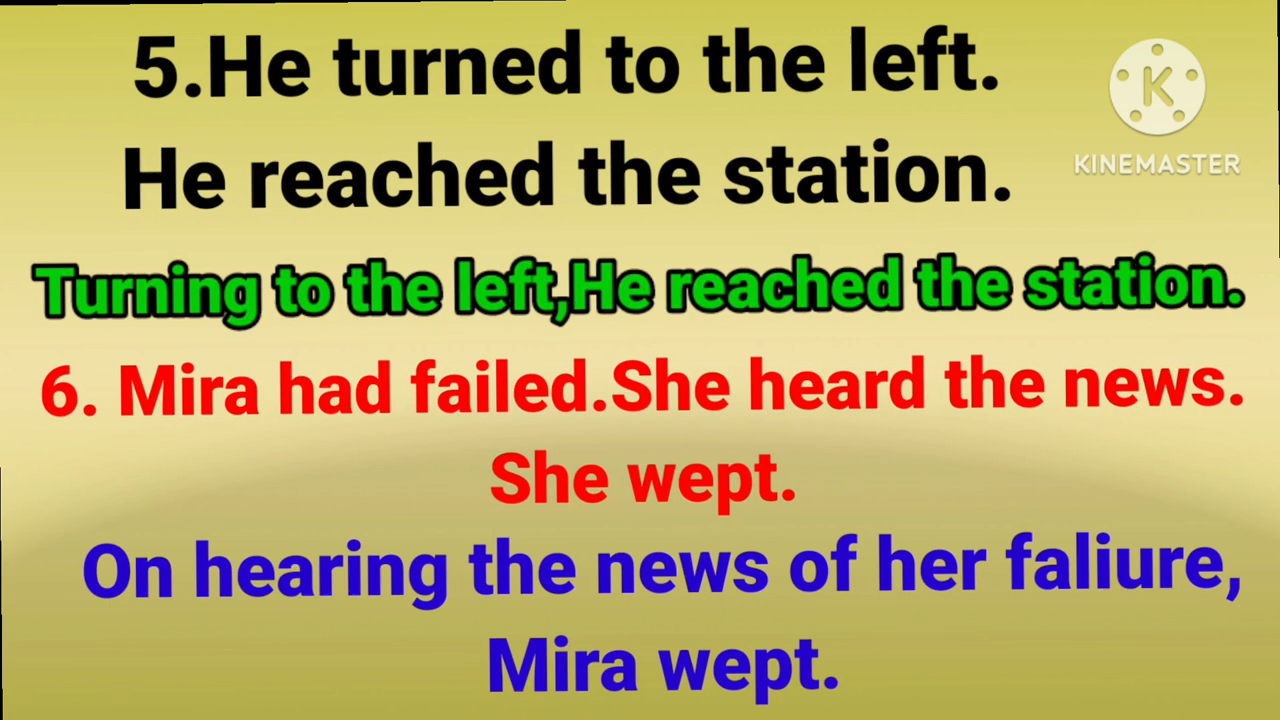 5.He turned to the left.
KINEMASTER
He reached the station.
Turning to the left,He reached the station.
6. Mira had failed.She heard the news.
She wept.
On hearing the news of her faliure,
Mira wept.